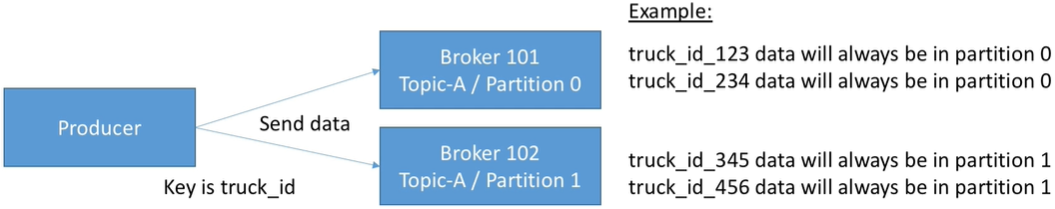 Example:
Broker 101
Topic-A / Partition 0
truck_id_123 data will always be in partition 0
truck_id_234 data will always be in partition 0
Producer
Send data
Broker 102
Topic-A / Partition 1
truck_id_345 data will always be in partition 1
truck_id_456 data will always be in partition 1
Key is truck_id